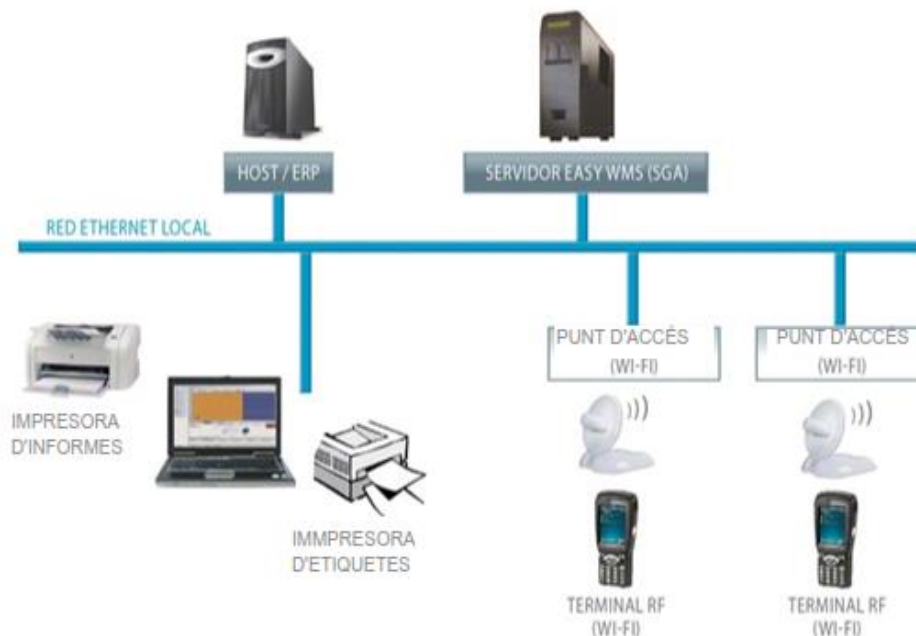 HOST / ERP
SERVIDOR EASY WMS (SGA)
RED ETHERNET LOCAL
PUNT D'ACCÉS
(WI-FI)
PUNT D'ACCÉS
(WI-FI)
IMPRESORA
D'INFORMES
IMMPRESORA
D'ETIQUETES
TERMINAL RF
(WI-FI)
TERMINAL RF
(WI-FI)